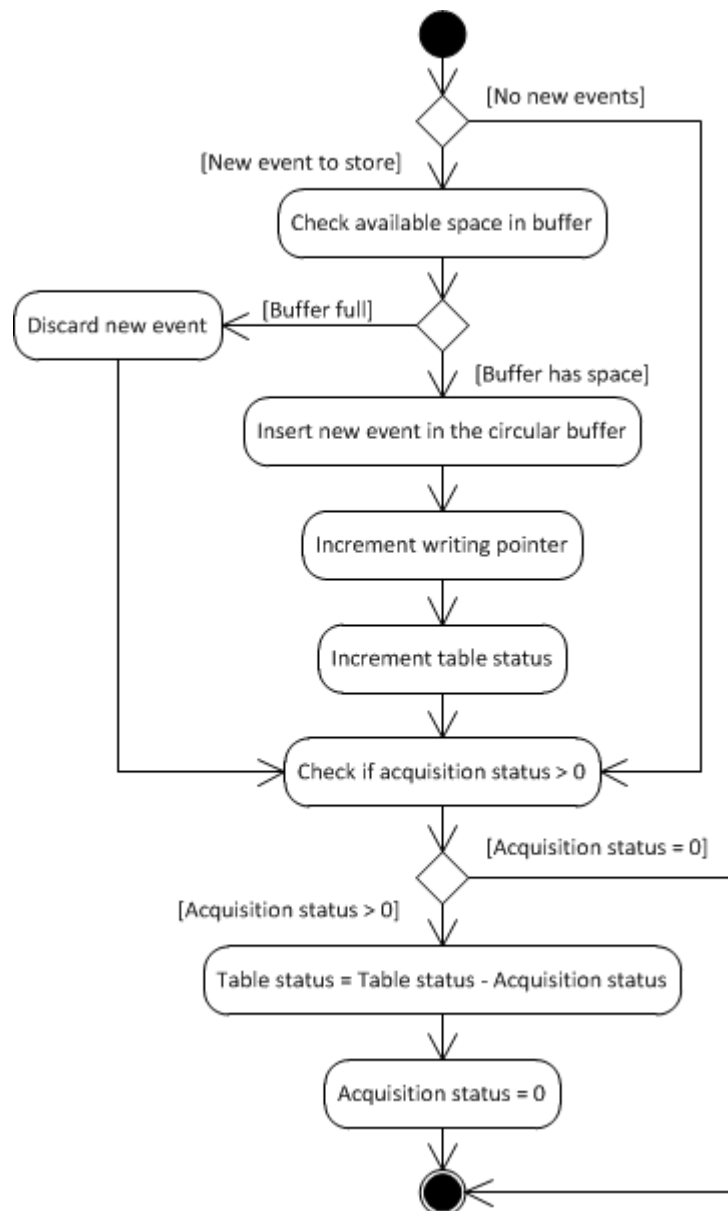 [No new events]
[New event to store]
Check available space in buffer
Discard new event
[Buffer full]
[Buffer has space]
Insert new event in the circular buffer
Increment writing pointer
Increment table status
Check if acquisition status > 0
[Acquisition status = 0]
[Acquisition status > 0]
Table status = Table status - Acquisition status
Acquisition status = 0